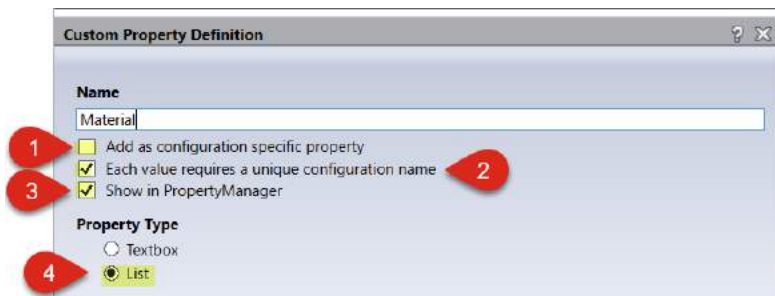 Custom Property Definition ?
Name
Material
1 Add as configuration specific property
Each value requires a unique configuration name 2
3 Show in PropertyManager
Property Type
Textbox
4 List